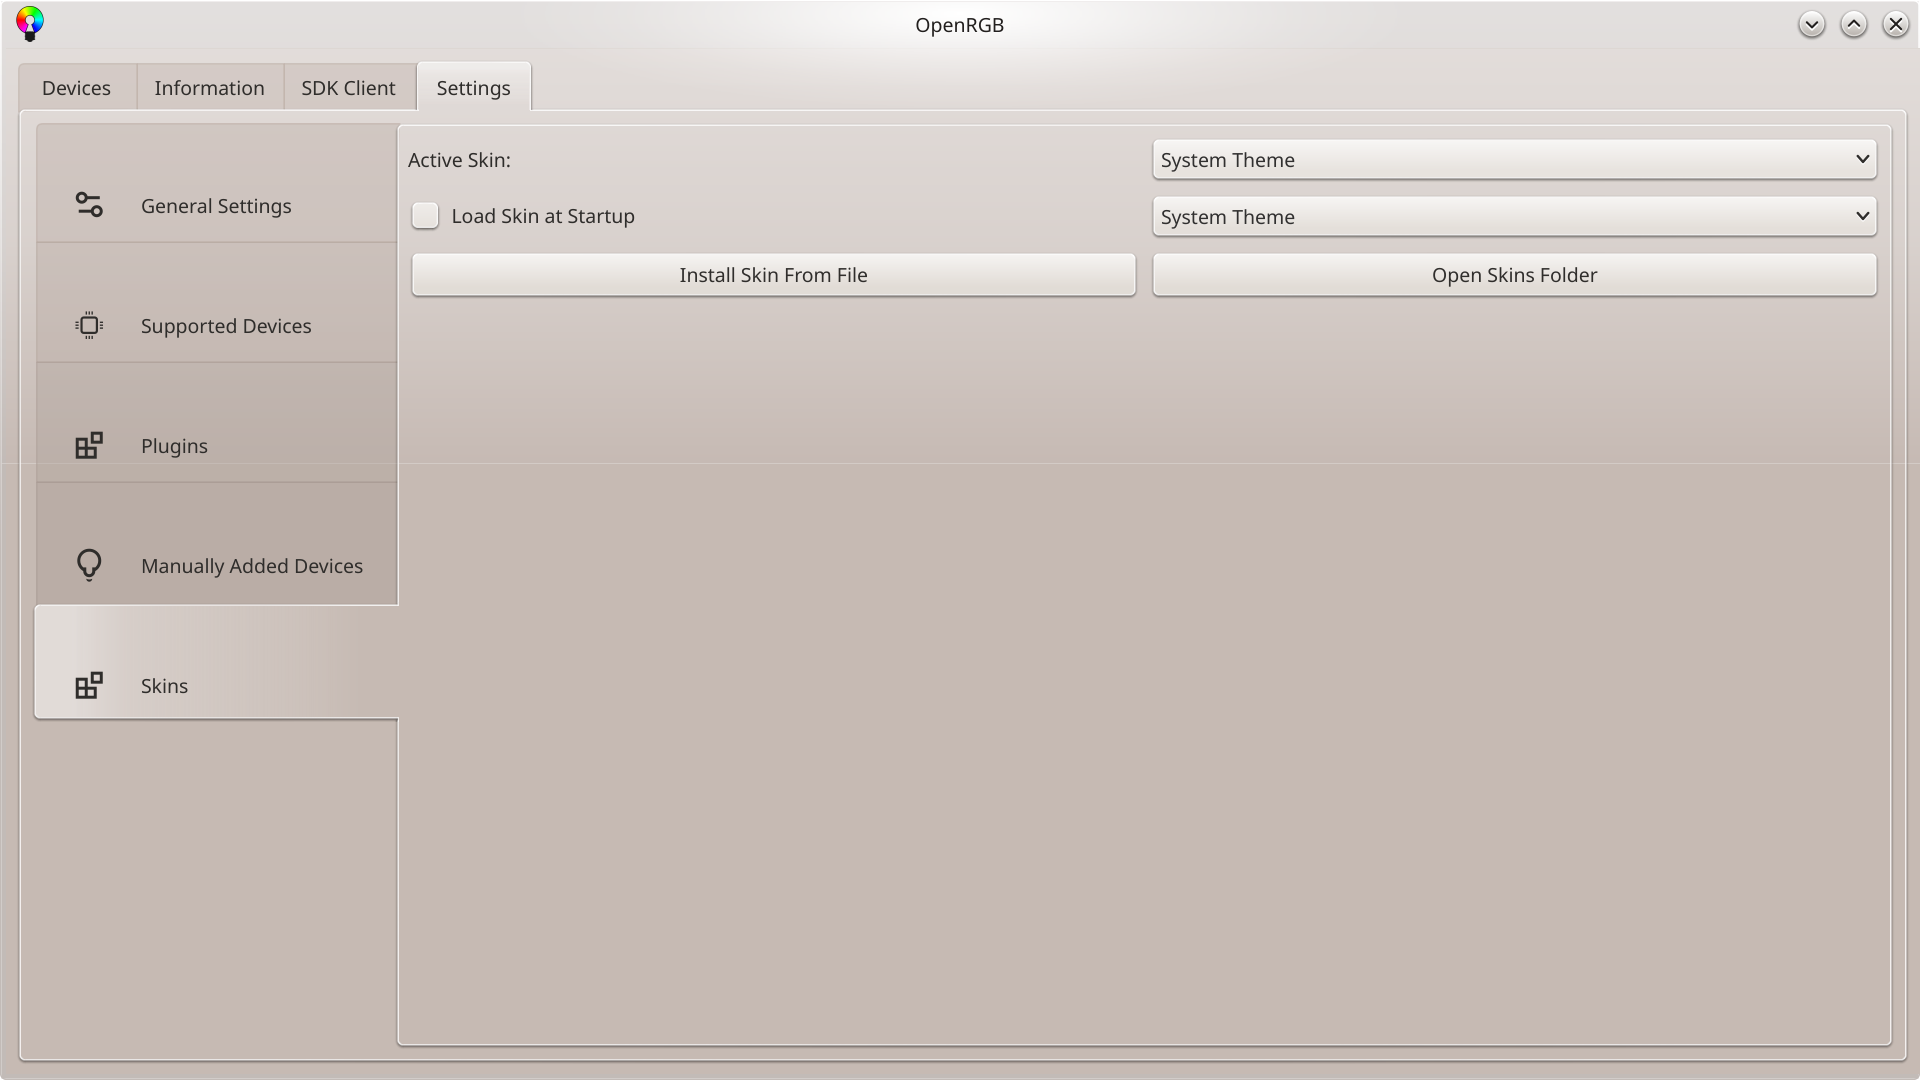 OpenRGB
Devices
Information
SDK Client
Settings
General Settings
Supported Devices
Plugins
Manually Added Devices
Skins
Active Skin:
System Theme
Load Skin at Startup
System Theme
Install Skin From File
Open Skins Folder